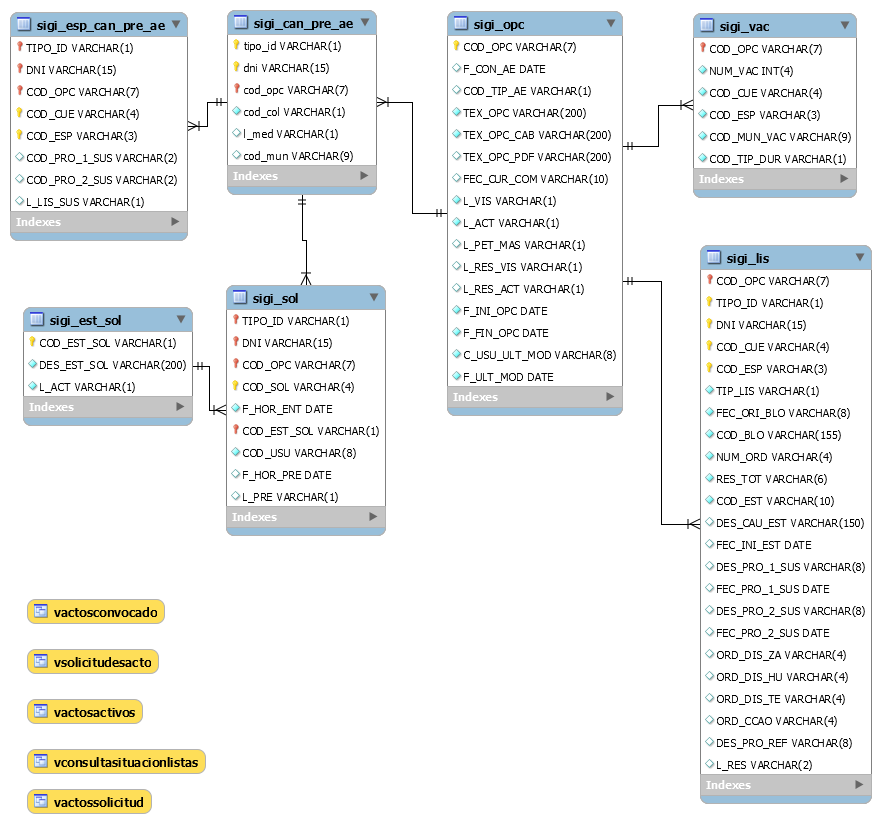 sigi_esp_can_pre_ae
TIPO_ID VARCHAR(1)
DNI VARCHAR(15)
COD_OPC VARCHAR(7)
COD_CUE VARCHAR(4)
COD_ESP VARCHAR(3)
COD_PRO_1_SUS VARCHAR(2)
COD_PRO_2_SUS VARCHAR(2)
L_LIS_SUS VARCHAR(1)
Indexes
sigi_can_pre_ae
tipo_id VARCHAR(1)
dni VARCHAR(15)
cod_opc VARCHAR(7)
cod_col VARCHAR(1)
l_med VARCHAR(1)
cod_mun VARCHAR(9)
Indexes
sigi_opc
COD_OPC VARCHAR(7)
F_CON_AE DATE
COD_TIP_AE VARCHAR(1)
TEX_OPC VARCHAR(200)
TEX_OPC_CAB VARCHAR(200)
TEX_OPC_PDF VARCHAR(200)
FEC_CUR_COM VARCHAR(10)
L_VIS VARCHAR(1)
L_ACT VARCHAR(1)
L_PET_MAS VARCHAR(1)
L_RES_VIS VARCHAR(1)
L_RES_ACT VARCHAR(1)
F_INI_OPC DATE
F_FIN_OPC DATE
C_USU_ULT_MOD VARCHAR(8)
F_ULT_MOD DATE
Indexes
sigi_vac
COD_OPC VARCHAR(7)
NUM_VAC INT(4)
COD_CUE VARCHAR(4)
COD_ESP VARCHAR(3)
COD_MUN_VAC VARCHAR(9)
COD_TIP_DUR VARCHAR(1)
Indexes
sigi_lis
COD_OPC VARCHAR(7)
TIPO_ID VARCHAR(1)
DNI VARCHAR(15)
COD_CUE VARCHAR(4)
COD_ESP VARCHAR(3)
TIP_LIS VARCHAR(1)
FEC_ORI_BLO VARCHAR(8)
COD_BLO VARCHAR(155)
NUM_ORD VARCHAR(4)
RES_TOT VARCHAR(6)
COD_EST VARCHAR(10)
DES_CAU_EST VARCHAR(150)
FEC_INI_EST DATE
DES_PRO_1_SUS VARCHAR(8)
FEC_PRO_1_SUS DATE
DES_PRO_2_SUS VARCHAR(8)
FEC_PRO_2_SUS DATE
ORD_DIS_ZA VARCHAR(4)
ORD_DIS_HU VARCHAR(4)
ORD_DIS_TE VARCHAR(4)
ORD_CCAO VARCHAR(4)
DES_PRO_REF VARCHAR(8)
L_RES VARCHAR(2)
Indexes
sigi_est_sol
COD_EST_SOL VARCHAR(1)
DES_EST_SOL VARCHAR(200)
L_ACT VARCHAR(1)
Indexes
sigi_sol
TIPO_ID VARCHAR(1)
DNI VARCHAR(15)
COD_OPC VARCHAR(7)
COD_SOL VARCHAR(4)
F_HOR_ENT DATE
COD_EST_SOL VARCHAR(1)
COD_USU VARCHAR(8)
F_HOR_PRE DATE
L_PRE VARCHAR(1)
Indexes
vactosconvocado
vsolicitudesacto
vactosactivos
vconsultasituacionlistas
vactossolicitud